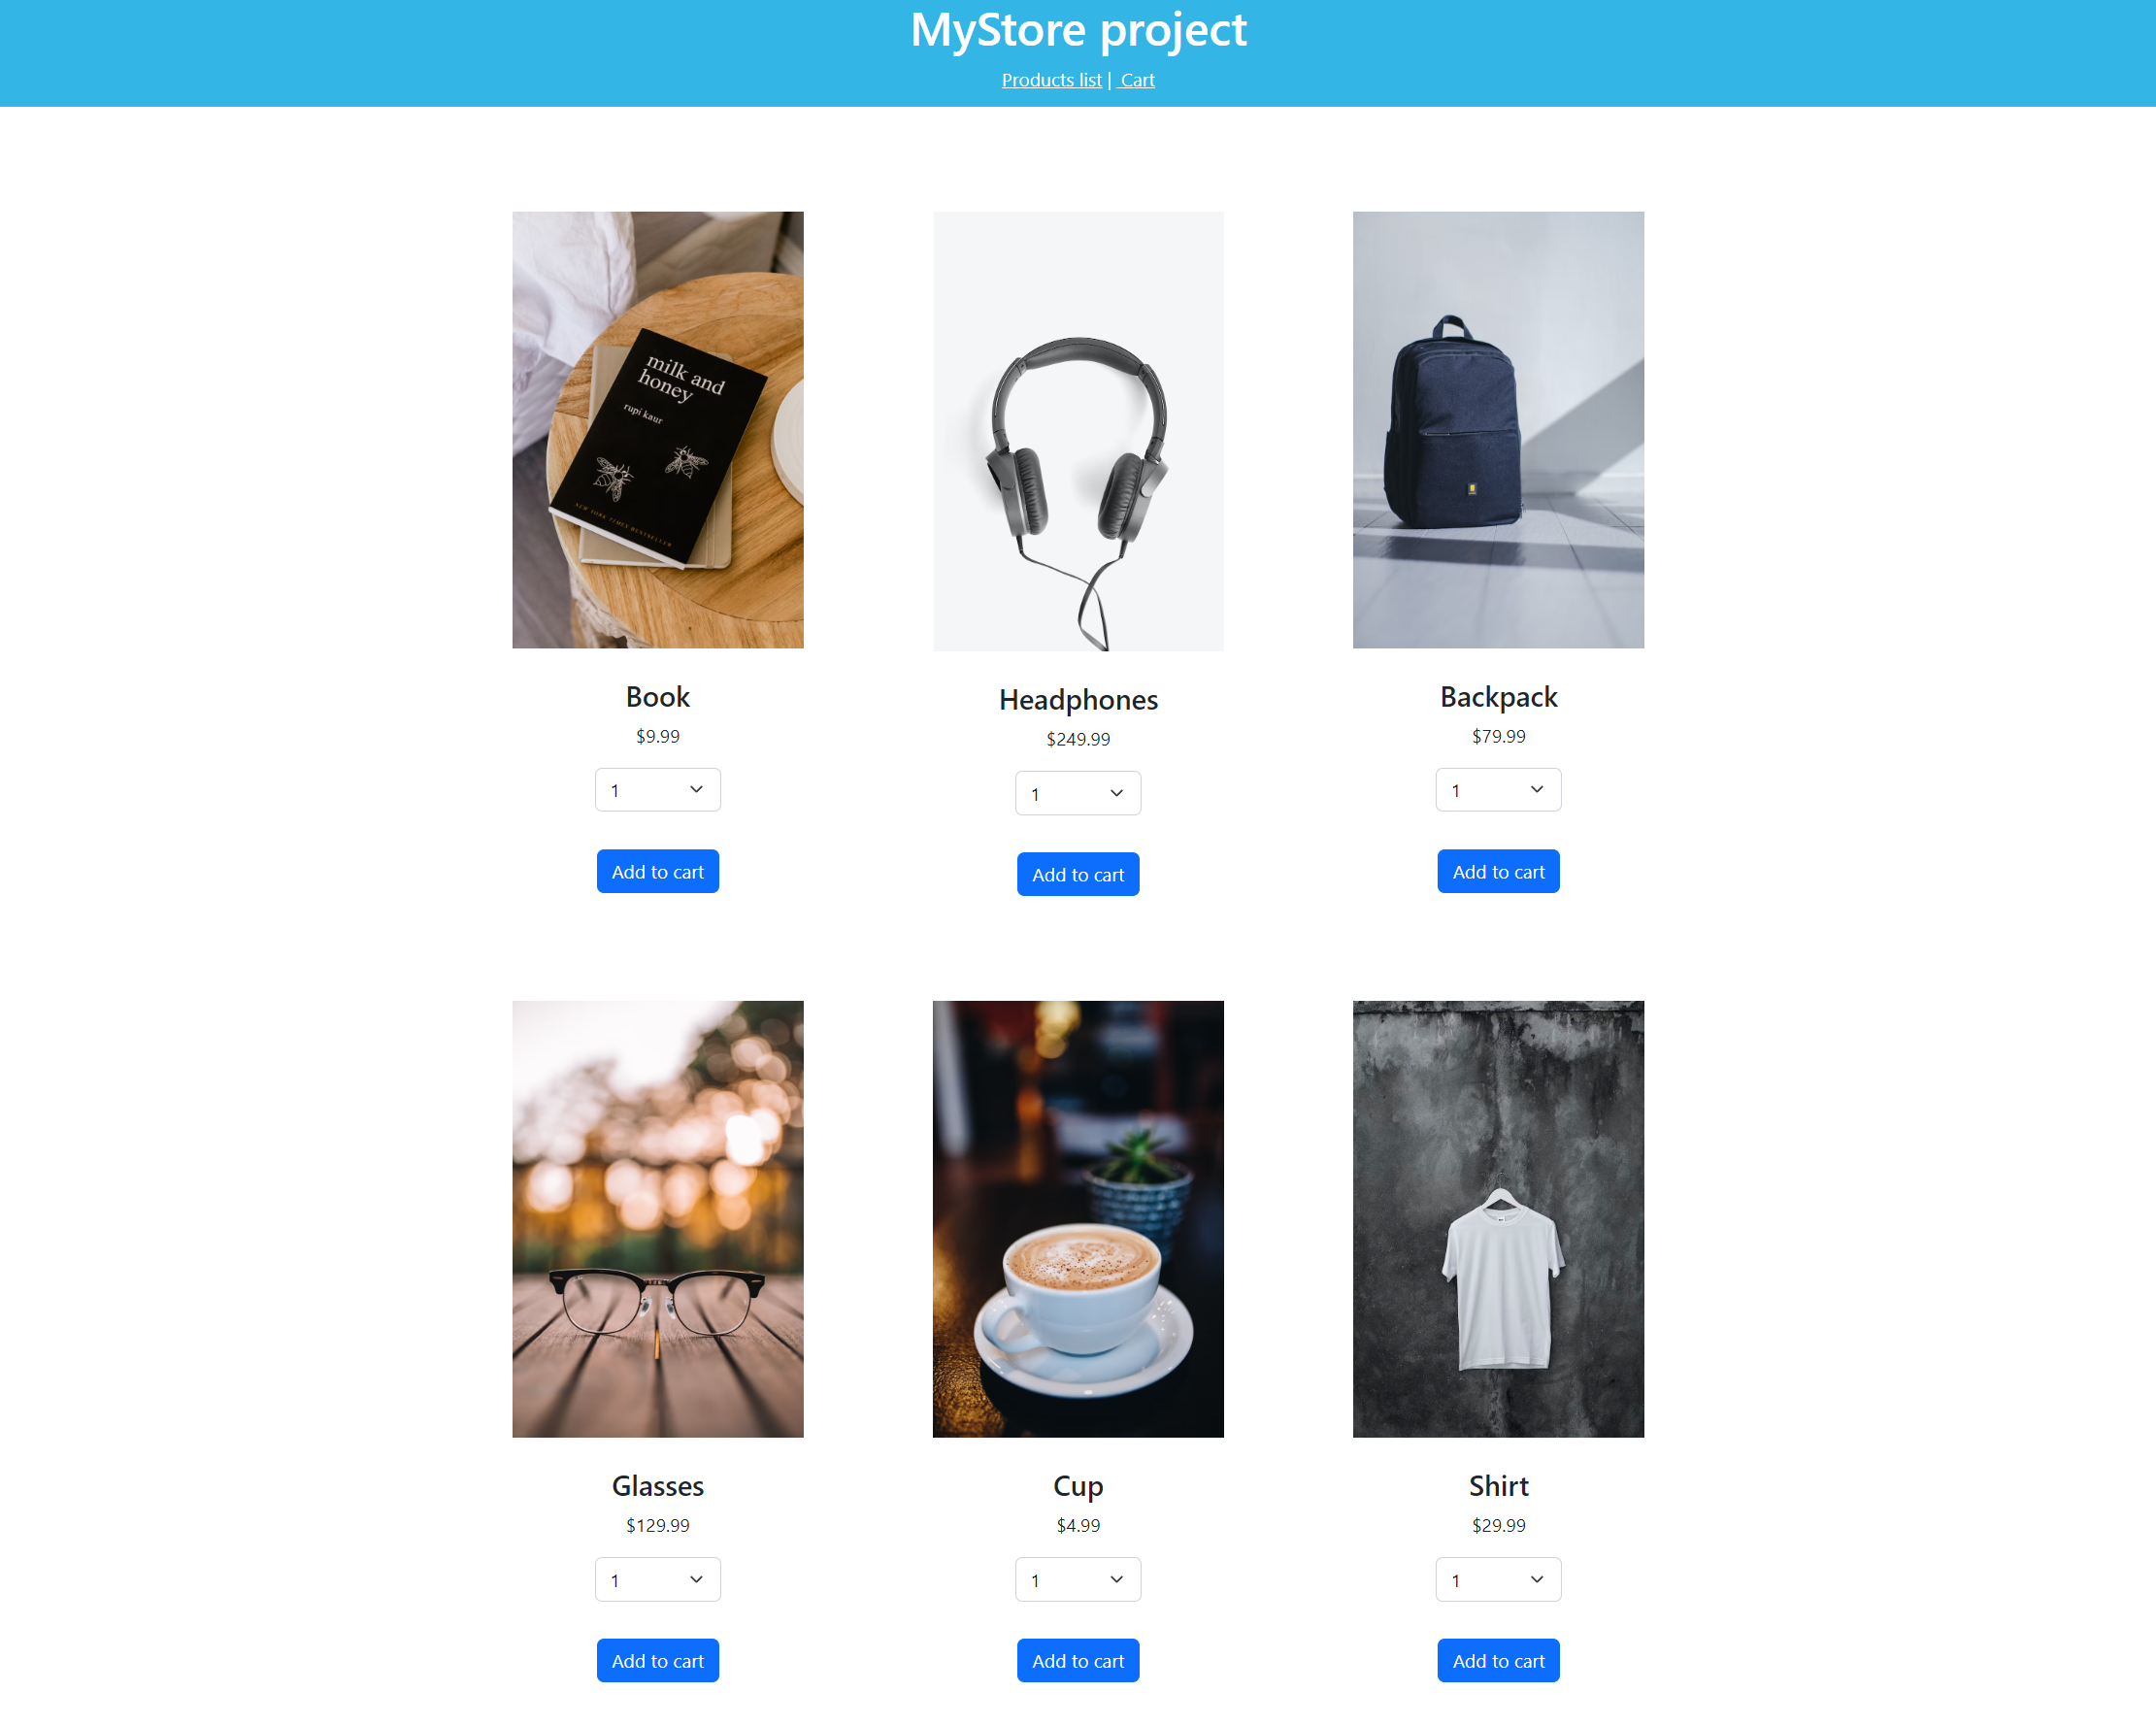 MyStore project
Products list | Cart
milk and
honey
rupi kaur
NEW YORK TIMES BESTSELLER
Book
$9.99
1
Add to cart
Headphones
$249.99
1
Add to cart
Backpack
$79.99
1
Add to cart
Glasses
$129.99
1
Add to cart
Cup
$4.99
1
Add to cart
Shirt
$29.99
1
Add to cart